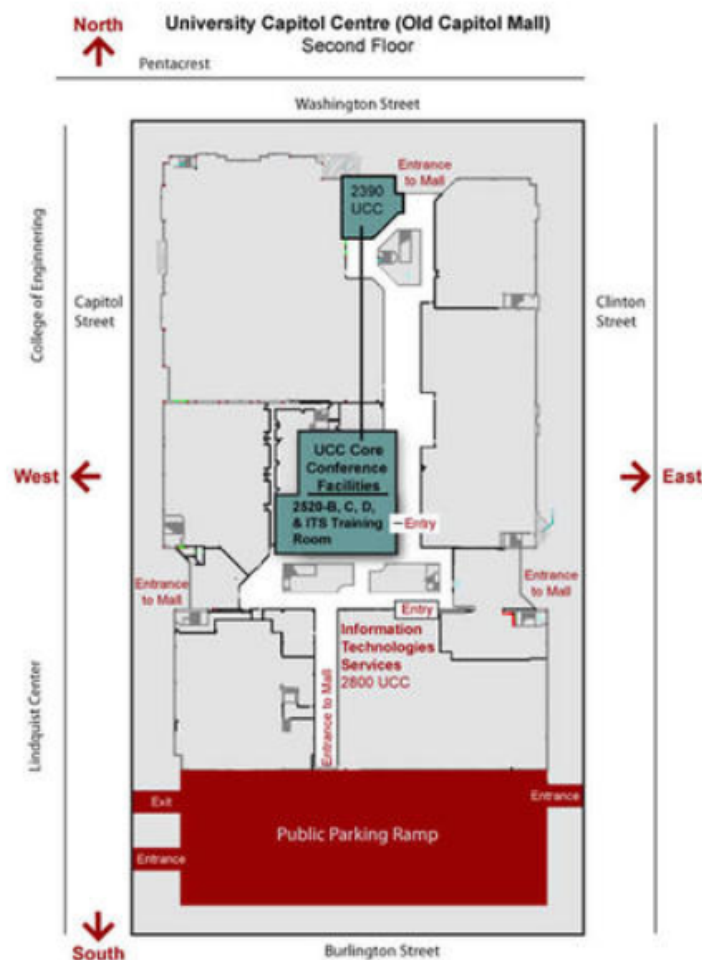 North
University Capitol Centre (Old Capitol Mall)
Second Floor
Pentacrest
Washington Street
Entrance
to Mall
2390
UCC
College of Enginnering
Capitol
Street
Clinton
Street
UCC Core
Conference
Facilities
2520-B, C, D,
& ITS Training
Room
Entry
West
East
Entrance
to Mall
Entrance
to Mall
Entry
Information
Technologies
Services
2800 UCC
Entrance to Mall
Lindquist Center
Exit
Entrance
Entrance
Public Parking Ramp
South
Burlington Street